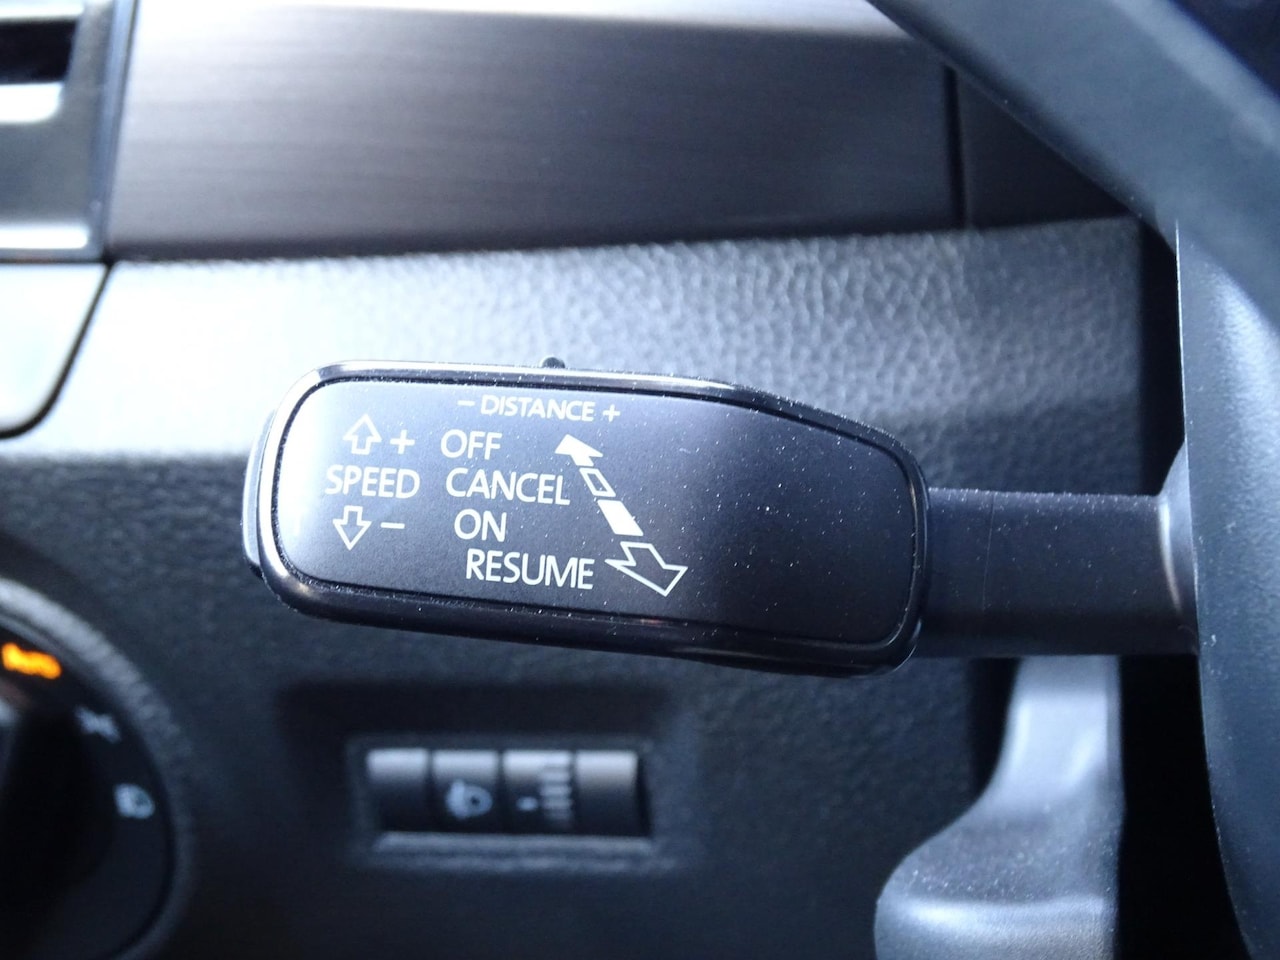 - DISTANCE +
+ OFF
SPEED CANCEL
- ON
RESUME